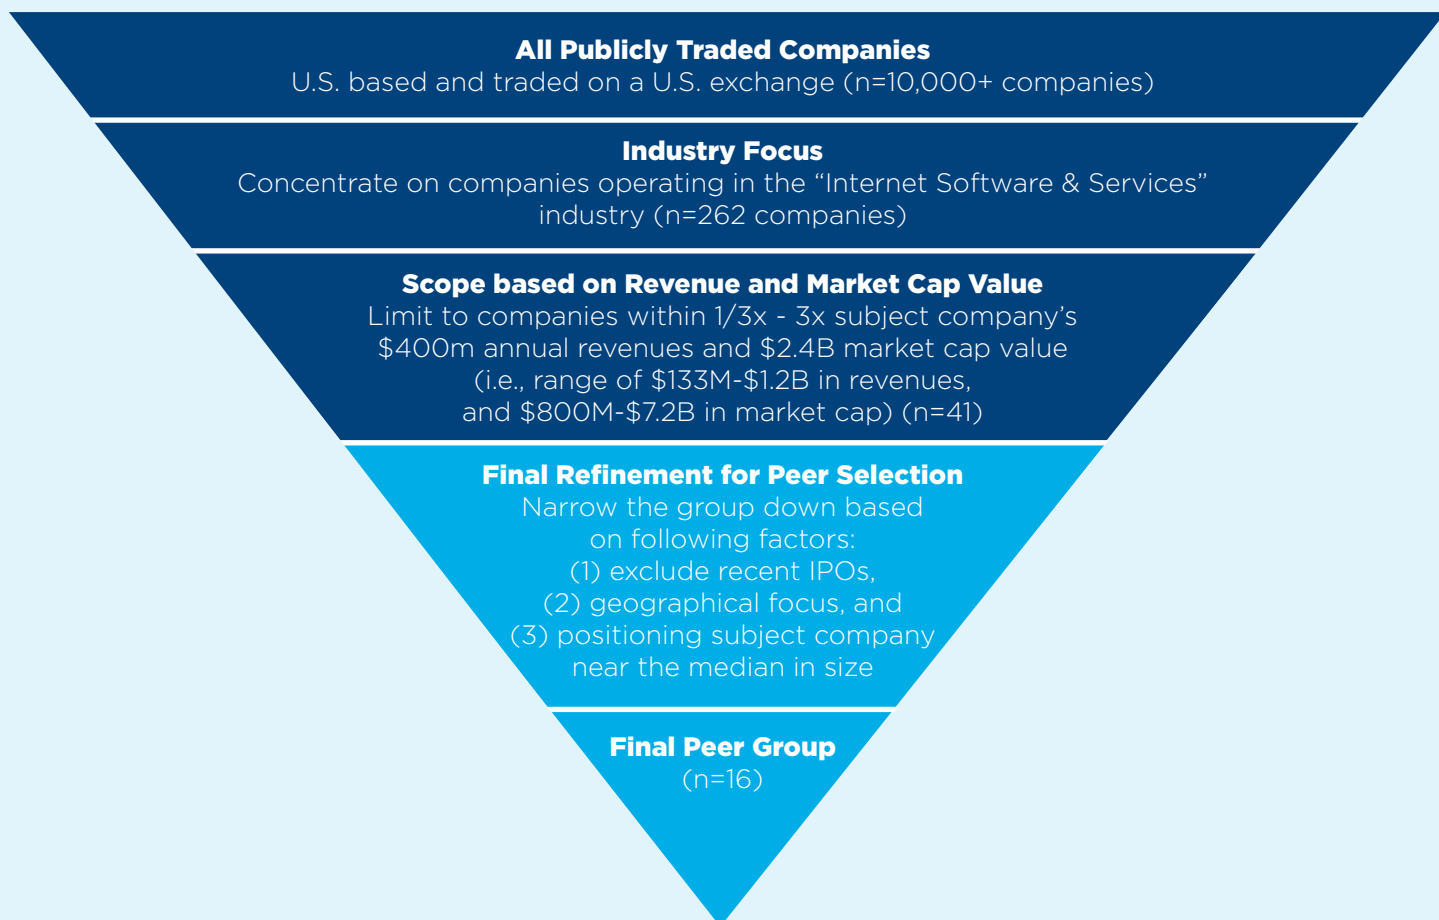 All Publicly Traded Companies
U.S. based and traded on a U.S. exchange (n=10,000+ companies)
Industry Focus
Concentrate on companies operating in the “Internet Software & Services”
industry (n=262 companies)
Scope based on Revenue and Market Cap Value
Limit to companies within 1/3x - 3x subject company’s
$400m annual revenues and $2.4B market cap value
(i.e., range of $133M-$1.2B in revenues,
and $800M-$7.2B in market cap) (n=41)
Final Refinement for Peer Selection
Narrow the group down based
on following factors:
(1) exclude recent IPOs,
(2) geographical focus, and
(3) positioning subject company
near the median in size
Final Peer Group
(n=16)